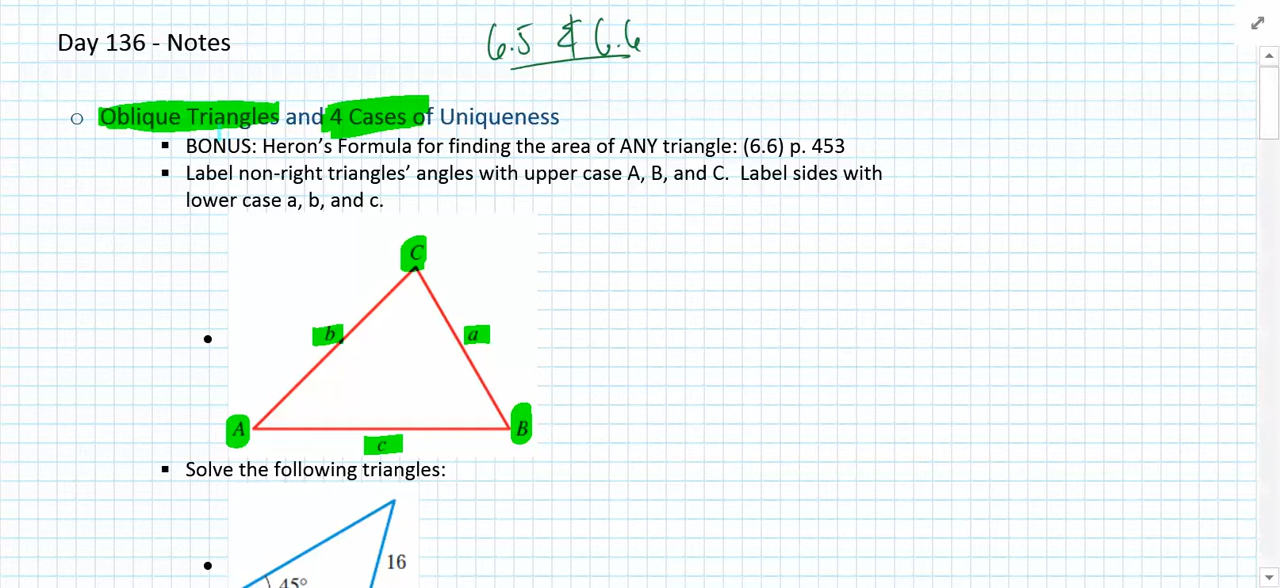 6.5 & 6.6
Day 136 - Notes
Oblique Triangles and 4 Cases of Uniqueness
BONUS: Heron's Formula for finding the area of ANY triangle: (6.6) p. 453
Label non-right triangles' angles with upper case A, B, and C. Label sides with
lower case a, b, and c.
C
b
a
A
B
c
Solve the following triangles:
16
45°